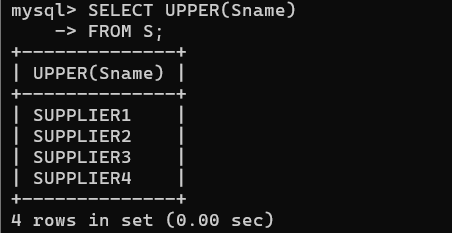 mysql> SELECT UPPER(Sname)
    -> FROM S;
+--------------+
| UPPER(Sname) |
+--------------+
| SUPPLIER1    |
| SUPPLIER2    |
| SUPPLIER3    |
| SUPPLIER4    |
+--------------+
4 rows in set (0.00 sec)